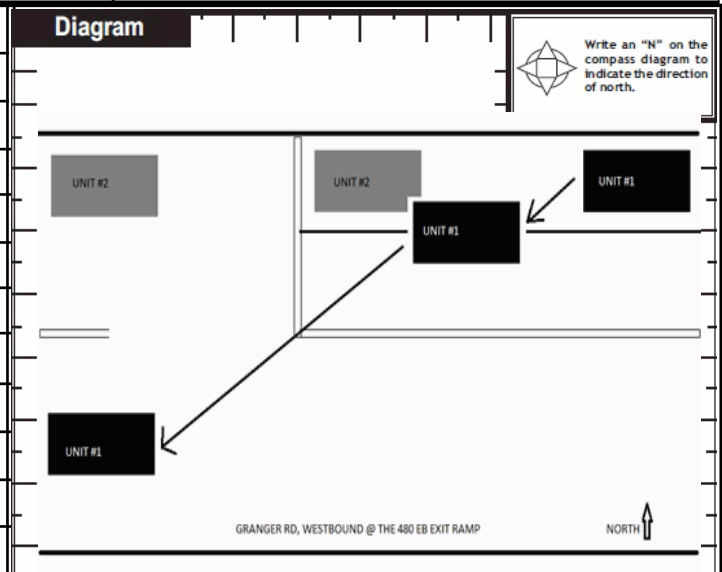 Diagram
Write an “N” on the
compass diagram to
indicate the direction
of north.
UNIT #2
UNIT #2
UNIT #1
UNIT #1
UNIT #1
GRANGER RD, WESTBOUND @ THE 480 EB EXIT RAMP
NORTH